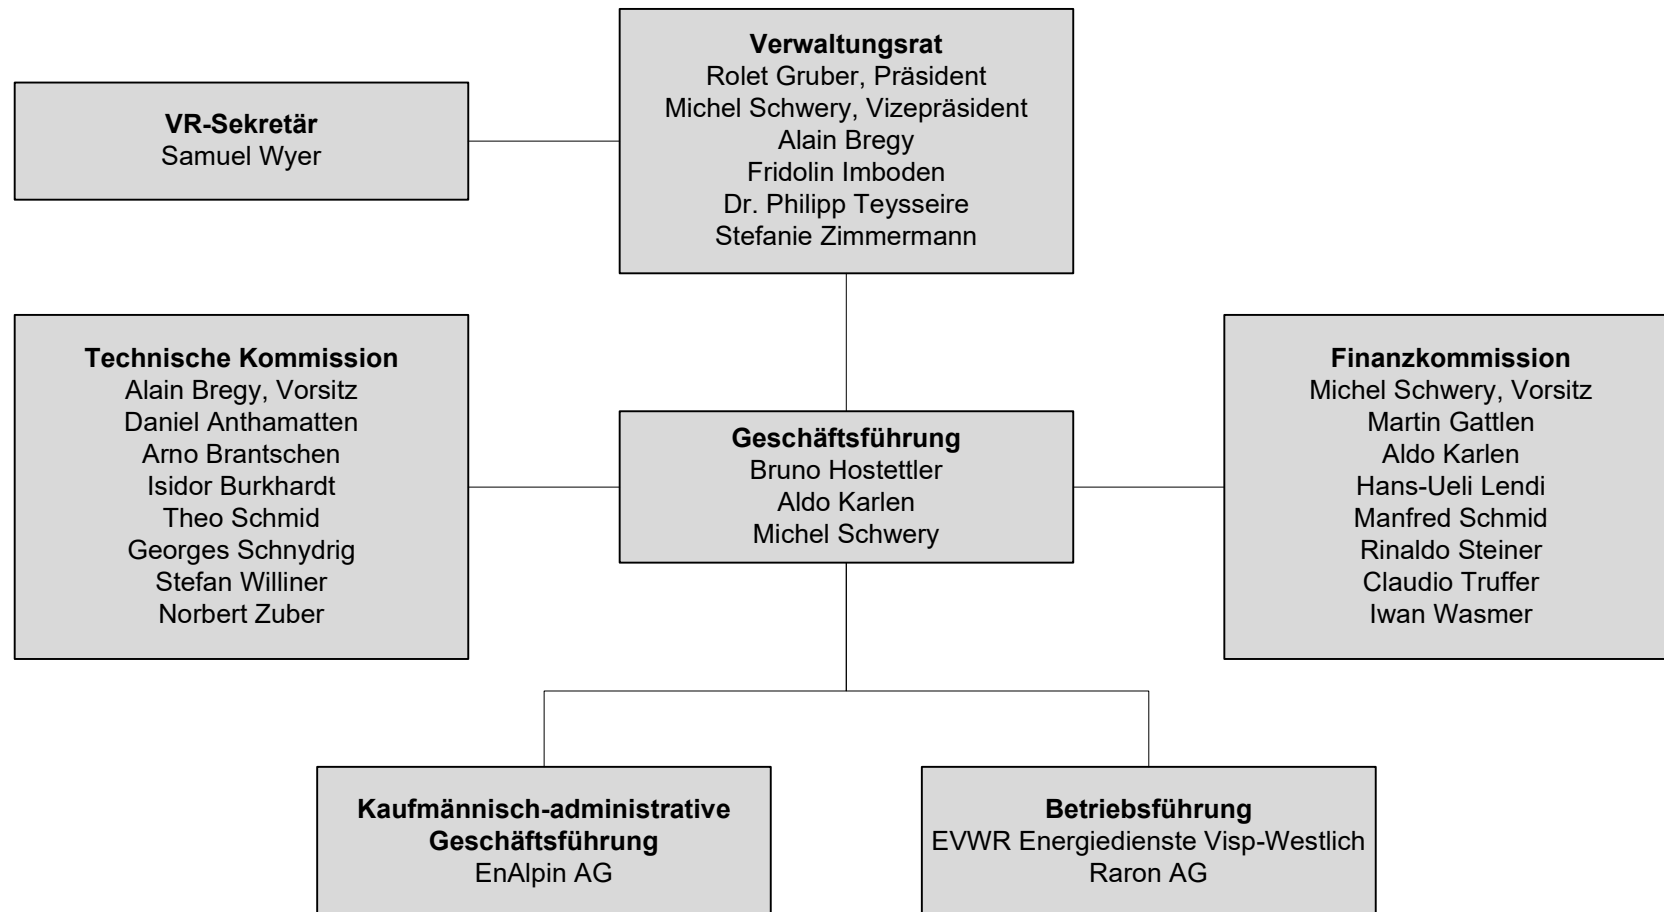 Verwaltungsrat
Rolet Gruber, Präsident
Michel Schwery, Vizepräsident
Alain Bregy
Fridolin Imboden
Dr. Philipp Teysseire
Stefanie Zimmermann
VR-Sekretär
Samuel Wyer
Technische Kommission
Alain Bregy, Vorsitz
Daniel Anthamatten
Arno Brantschen
Isidor Burkhardt
Theo Schmid
Georges Schnydrig
Stefan Williner
Norbert Zuber
Geschäftsführung
Bruno Hostettler
Aldo Karlen
Michel Schwery
Finanzkommission
Michel Schwery, Vorsitz
Martin Gattlen
Aldo Karlen
Hans-Ueli Lendi
Manfred Schmid
Rinaldo Steiner
Claudio Truffer
Iwan Wasmer
Kaufmännisch-administrative
Geschäftsführung
EnAlpin AG
Betriebsführung
EVWR Energiedienste Visp-Westlich
Raron AG